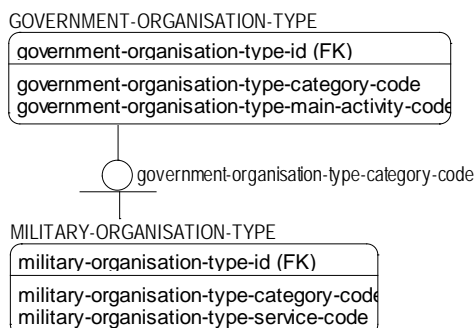 GOVERNMENT-ORGANISATION-TYPE
government-organisation-type-id (FK)
government-organisation-type-category-code
government-organisation-type-main-activity-code
government-organisation-type-category-code
MILITARY-ORGANISATION-TYPE
military-organisation-type-id (FK)
military-organisation-type-category-code
military-organisation-type-service-code